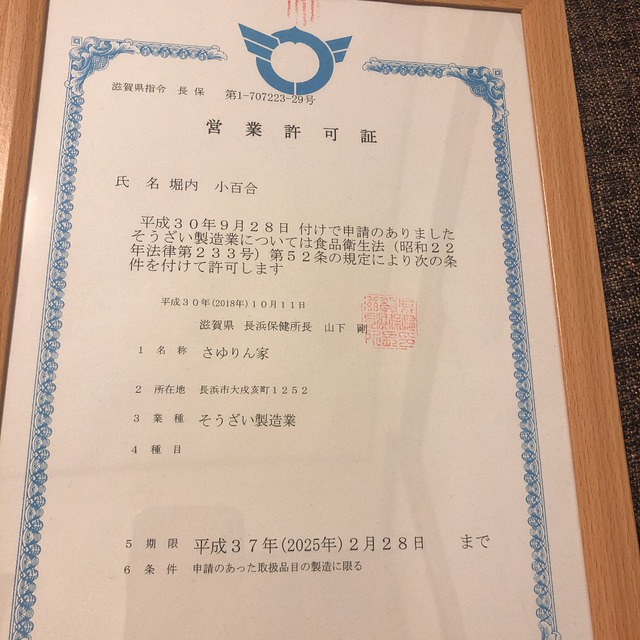 滋賀県指令 長保 第1-707223-29号
営業許可証
氏名 堀内 小百合
平成30年9月28日 付けで申請のありました
そうざい製造業については食品衛生法(昭和22
年法律第233号)第52条の規定により次の条
件を付けて許可します
平成30年(2018年)10月11日
滋賀県 長浜保健所長 山下 剛
1 名称 さゆりん家
2 所在地 長浜市大戌亥町1252
3 業種 そうざい製造業
4 種目
5 期限 平成37年(2025年)2月28日 まで
6 条件 申請のあった取扱品目の製造に限る